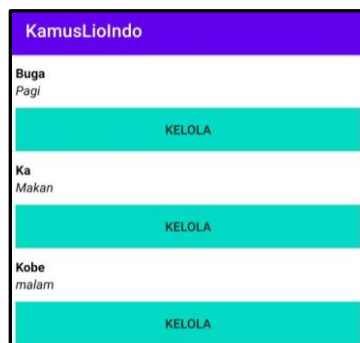 KamusLioIndo
Buga
Pagi
KELOLA
Ka
Makan
KELOLA
Kobe
malam
KELOLA